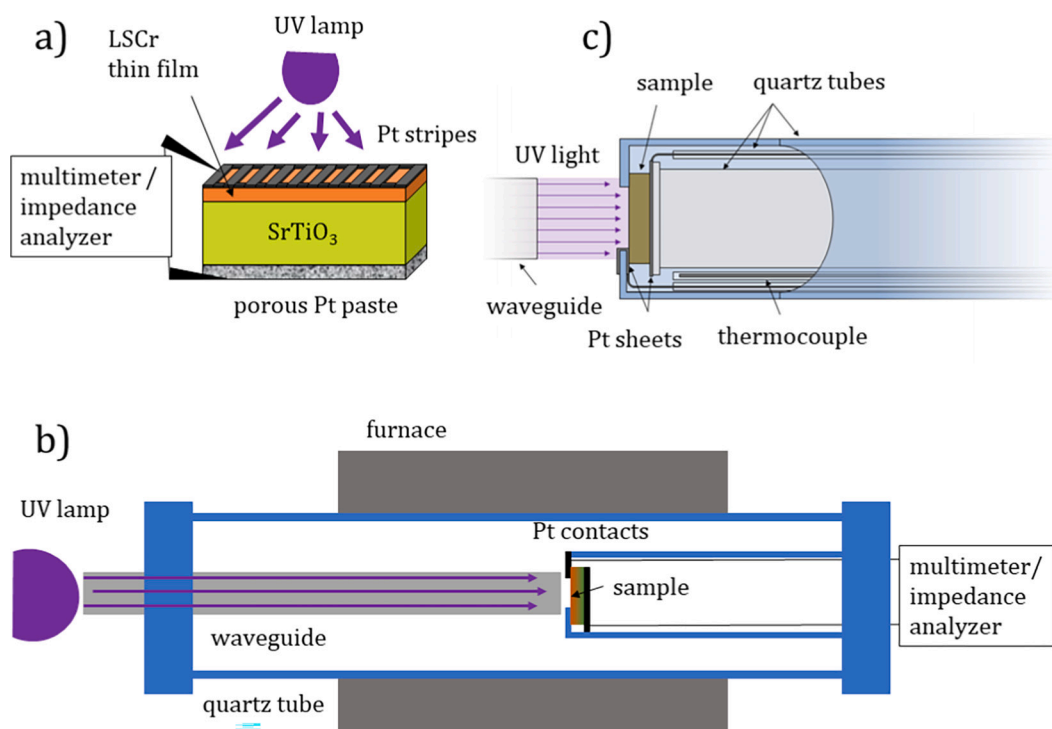 a)
UV lamp
LSCr
thin film
Pt stripes
multimeter /
impedance
analyzer
SrTiO₃
porous Pt paste
c)
sample
quartz tubes
UV light
waveguide
Pt sheets
thermocouple
b)
furnace
UV lamp
Pt contacts
sample
multimeter/
impedance
analyzer
waveguide
quartz tube